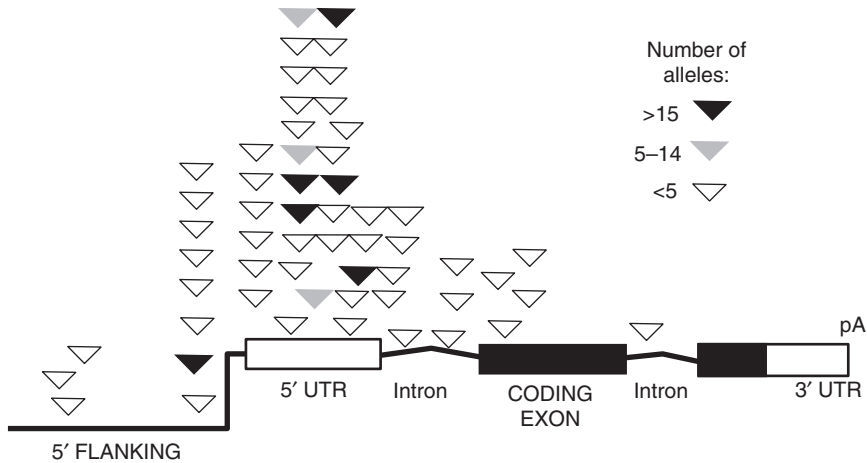 Number of
alleles:
>15
5–14
<5
pA
5′ UTR
Intron
CODING
EXON
Intron
3′ UTR
5′ FLANKING